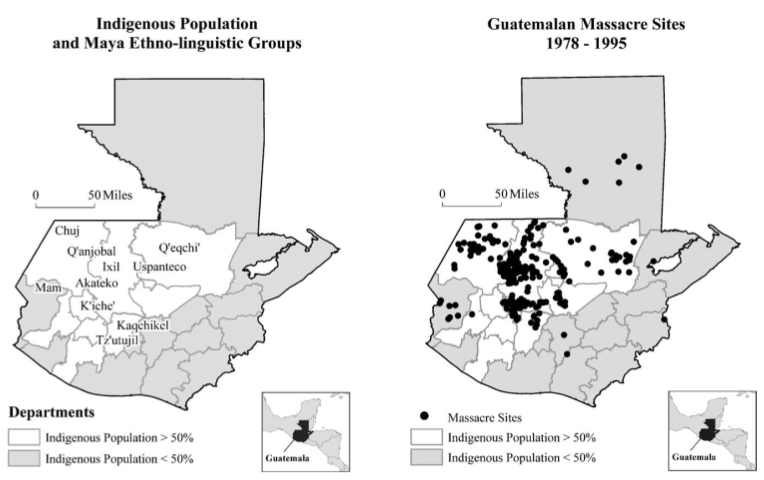 Indigenous Population
and Maya Ethno-linguistic Groups
0 50 Miles
Chuj
Q'anjobal
Q'eqchi'
Ixil
Uspanteco
Akateko
Mam
K'iche'
Kaqchikel
Tz'utujil
Departments
Indigenous Population > 50%
Indigenous Population < 50%
Guatemala
Guatemalan Massacre Sites
1978 - 1995
0 50 Miles
Massacre Sites
Indigenous Population > 50%
Indigenous Population < 50%
Guatemala